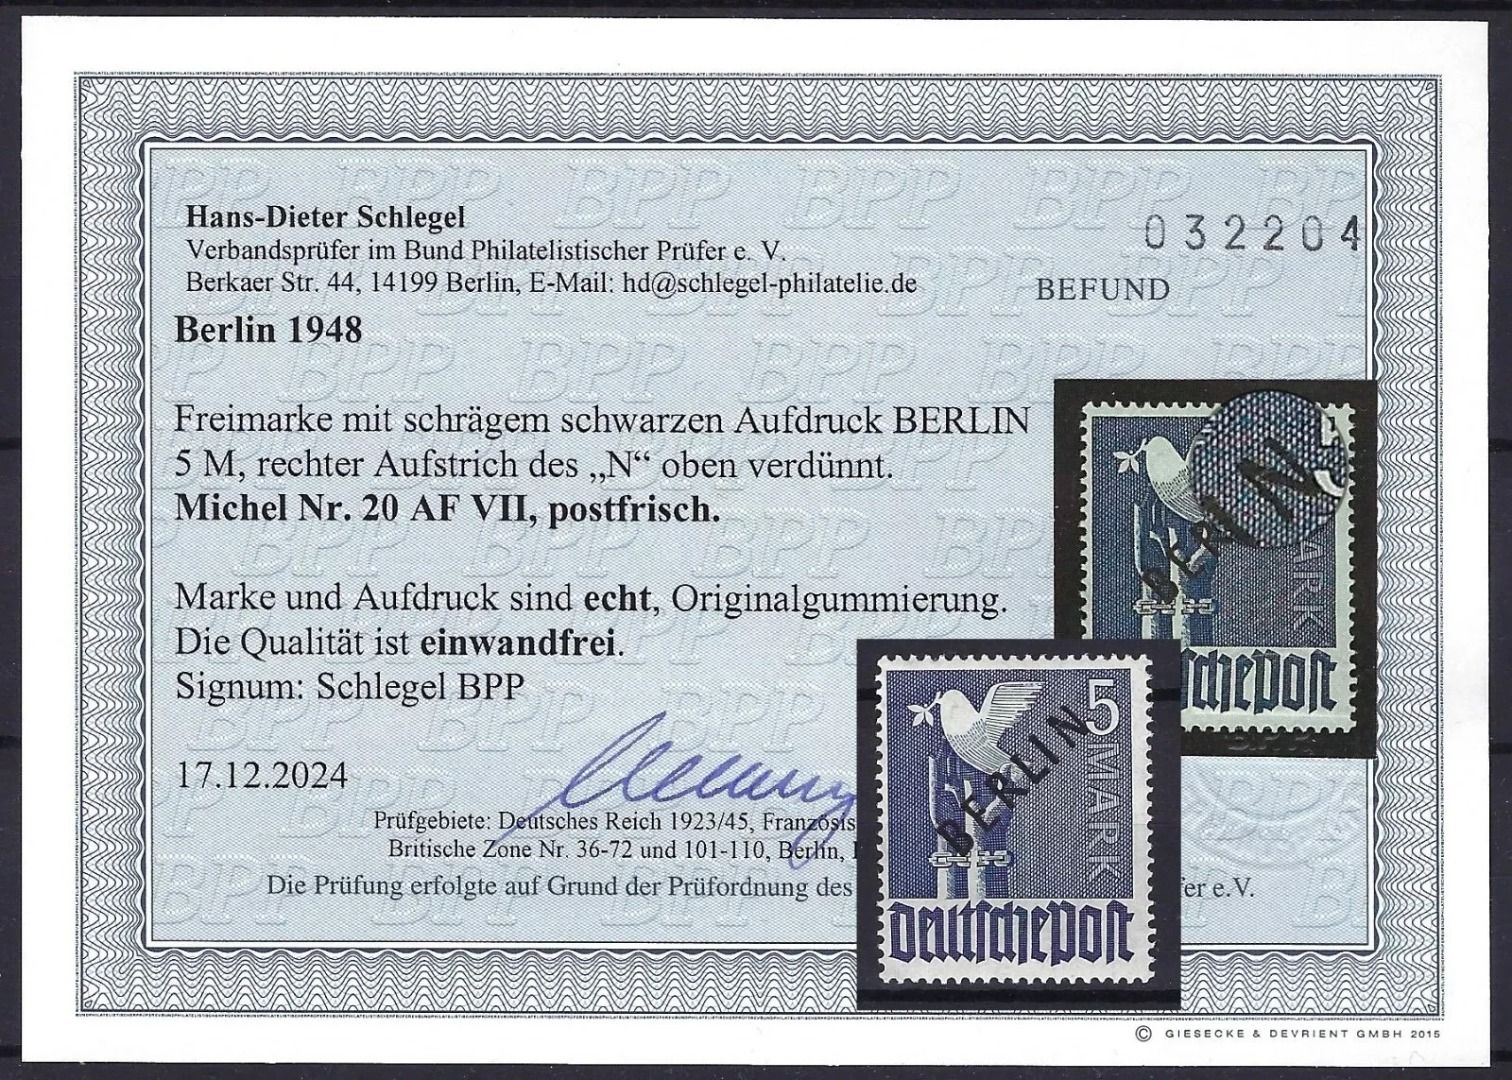 Hans-Dieter Schlegel
Verbandsprüfer im Bund Philatelistischer Prüfer e. V.
Berkaer Str. 44, 14199 Berlin, E-Mail: hd@schlegel-philatelie.de
032204
BEFUND
Berlin 1948
Freimarke mit schrägem schwarzen Aufdruck BERLIN
5 M, rechter Aufstrich des „N“ oben verdünnt.
Michel Nr. 20 AF VII, postfrisch.
Marke und Aufdruck sind echt, Originalgummierung.
Die Qualität ist einwandfrei.
Signum: Schlegel BPP
17.12.2024
Prüfgebiete: Deutsches Reich 1923/45, Französis
Britische Zone Nr. 36-72 und 101-110, Berlin,
Die Prüfung erfolgte auf Grund der Prüfordnung des
er e.V.
5 MARK
BERLIN
deutsche post
© GIESECKE & DEVRIENT GMBH 2015